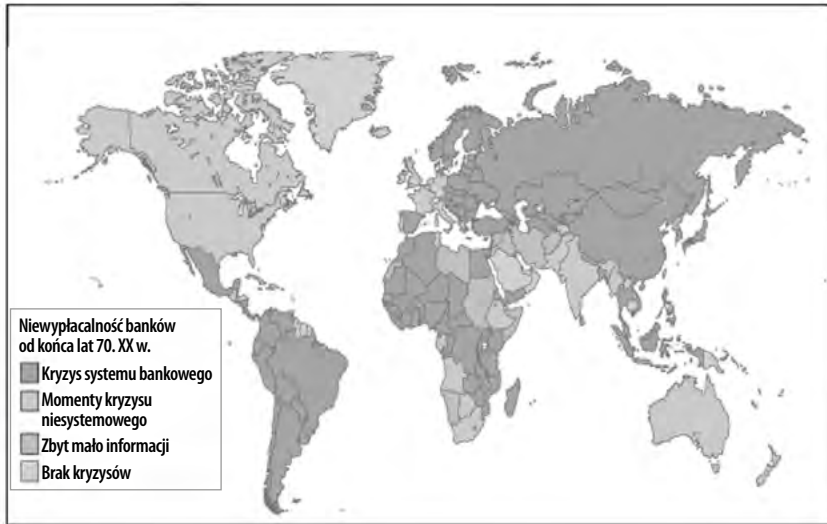 Niewypłacalność banków
od końca lat 70. XX w.
Kryzys systemu bankowego
Momenty kryzysu
niesystemowego
Zbyt mało informacji
Brak kryzysów